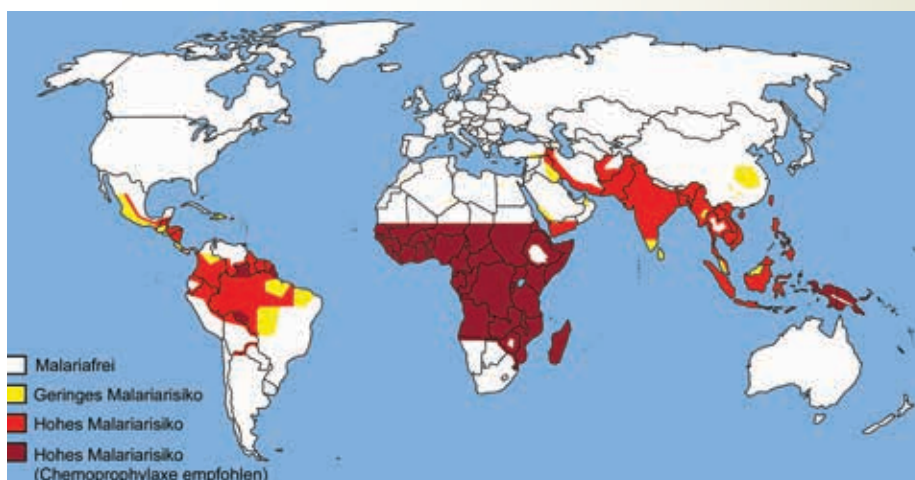 Malariafrei
Geringes Malariarisiko
Hohes Malariarisiko
Hohes Malariarisiko
(Chemoprophylaxe empfohlen)